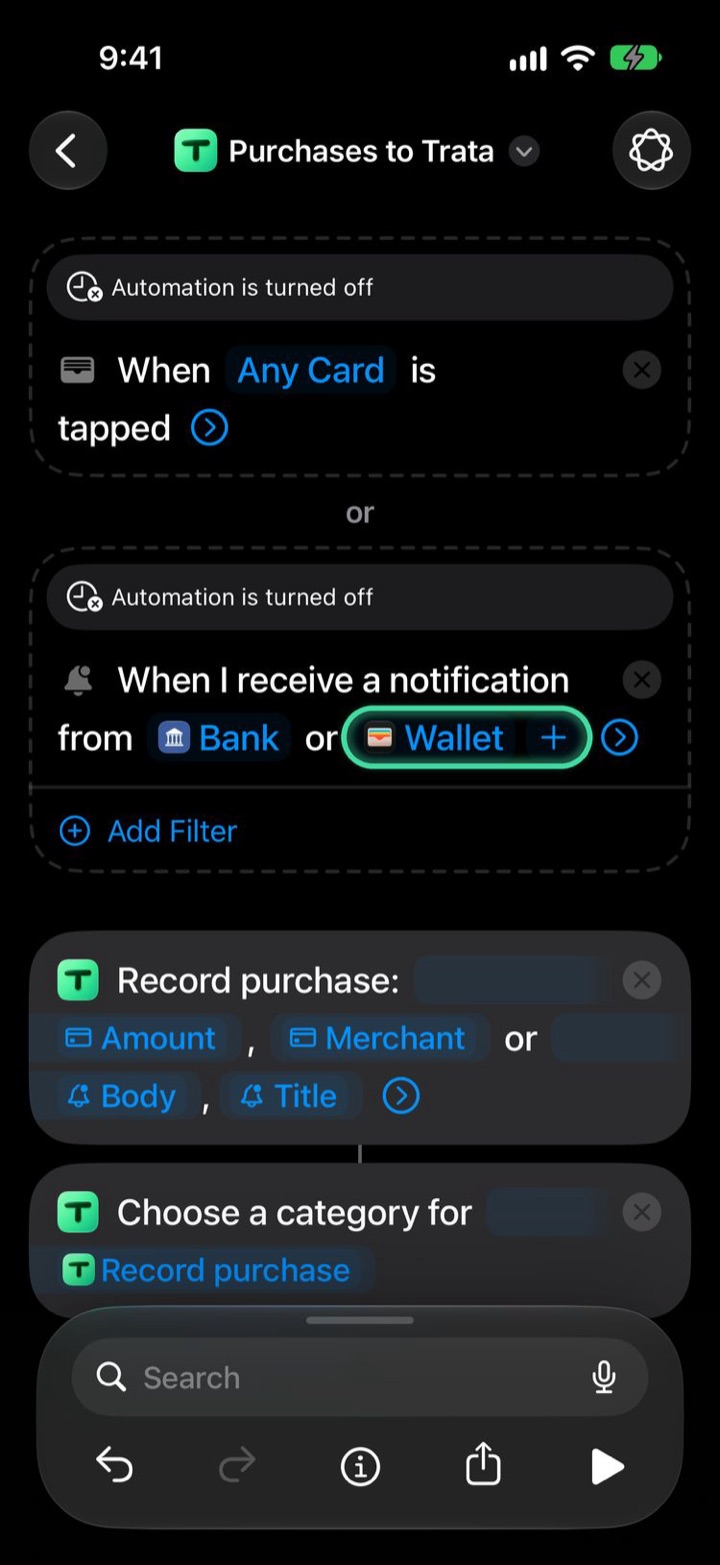 9:41
Purchases to Trata
Automation is turned off
When Any Card is
tapped
or
Automation is turned off
When I receive a notification
from Bank or Wallet +
Add Filter
Record purchase:
Amount , Merchant or
Body , Title
Choose a category for
Record purchase
Search